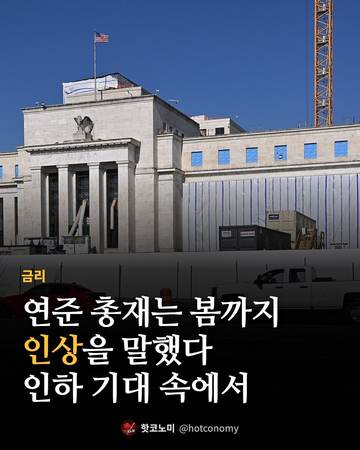 금리
연준 총재는 봄까지
인상을 말했다
인하 기대 속에서
핫코노미 @hotconomy